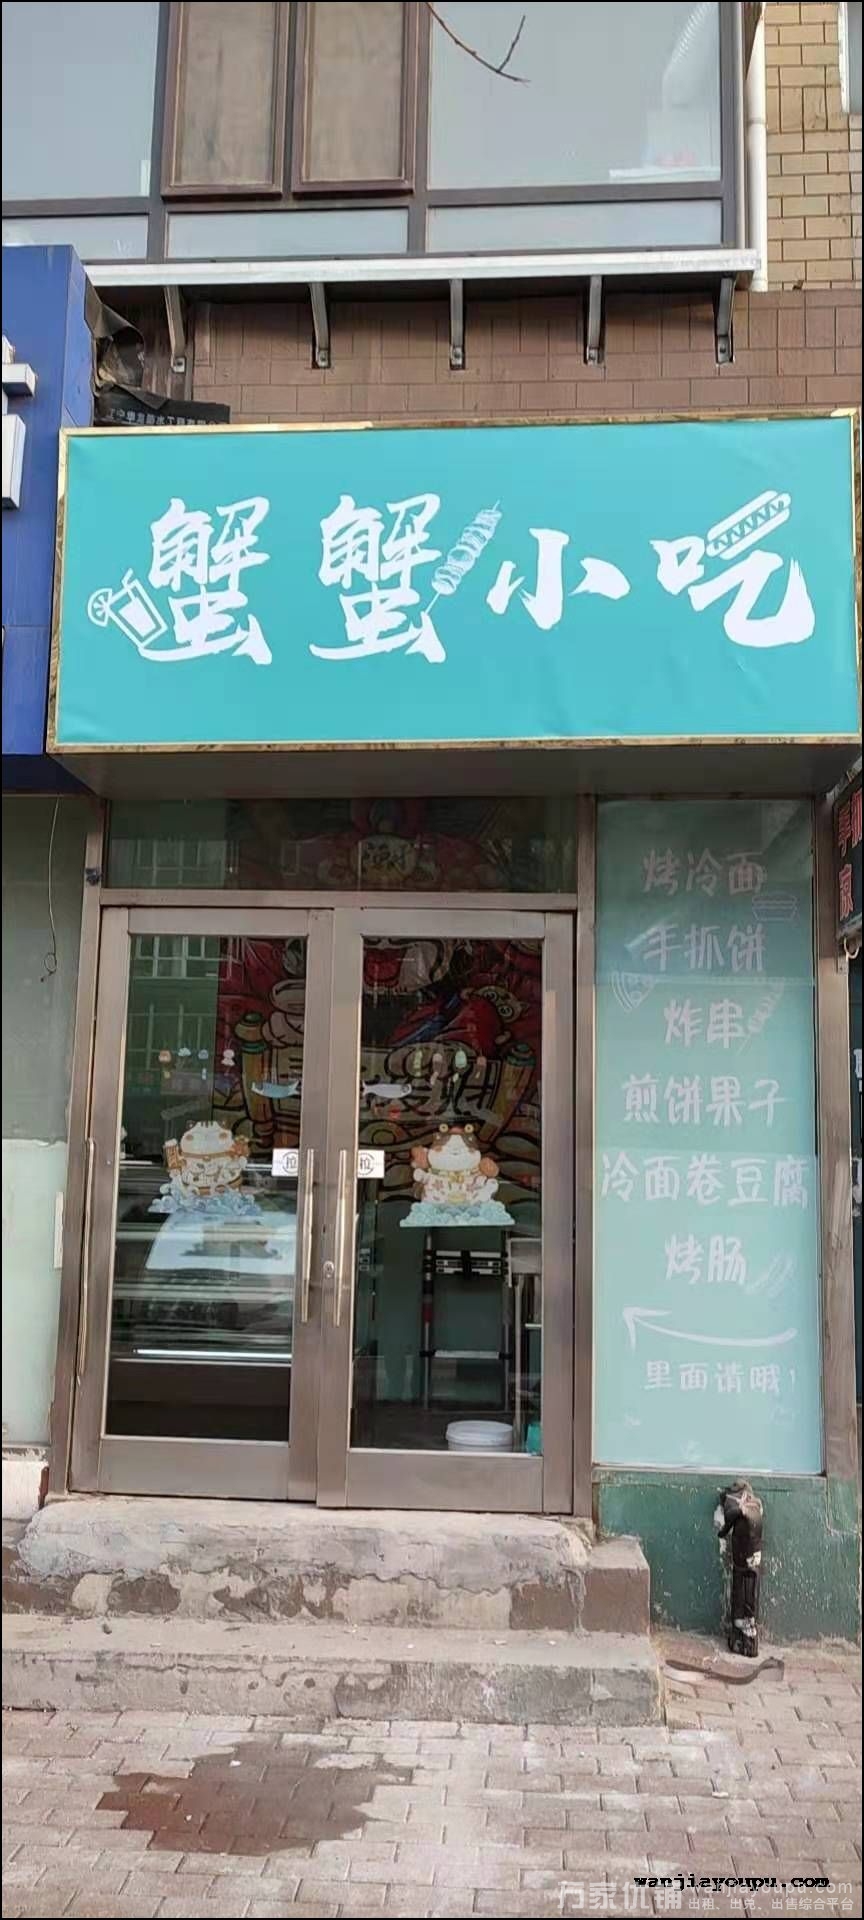 蟹蟹小吃
烤冷面
手抓饼
炸串
煎饼果子
冷面卷豆腐
烤肠
里面请哦!
拉
拉
wanjiayoupu.com
万家优铺 wanjiayoupu.com
出租、出兑、出售综合平台